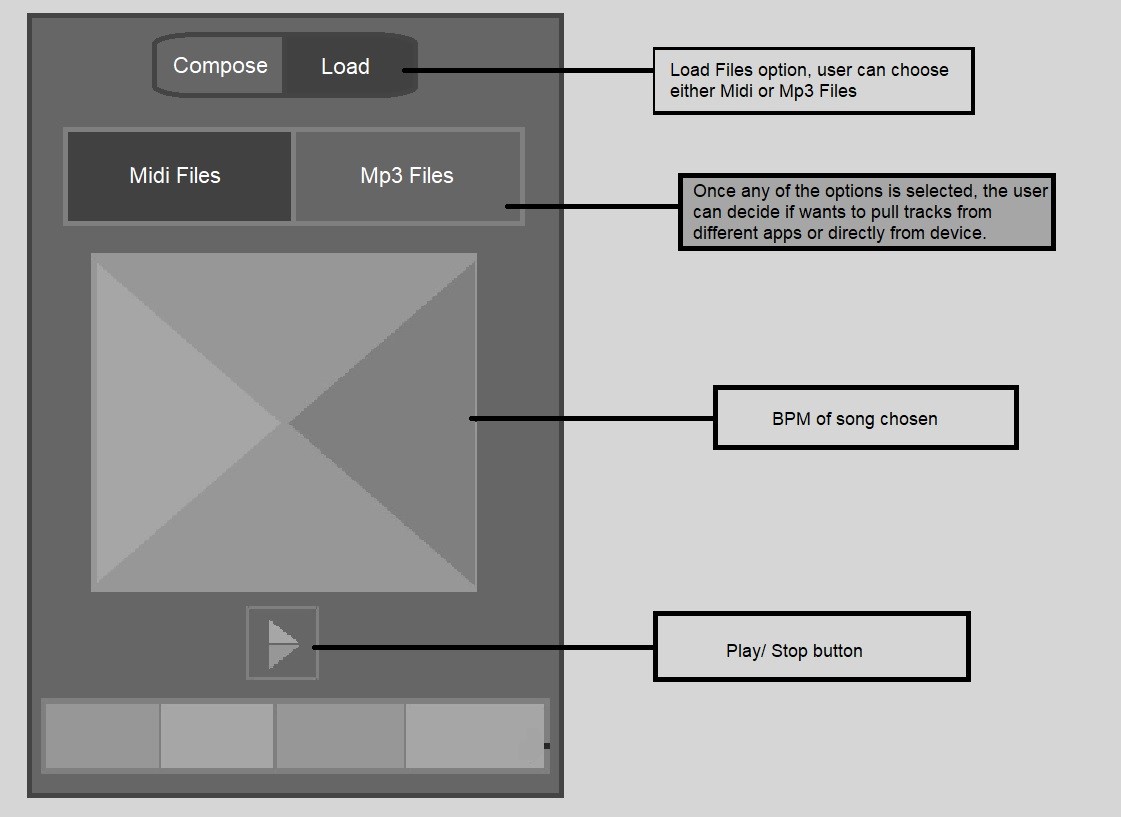 Compose
Load
Load Files option, user can choose
either Midi or Mp3 Files
Midi Files
Mp3 Files
Once any of the options is selected, the user
can decide if wants to pull tracks from
different apps or directly from device.
BPM of song chosen
Play/ Stop button